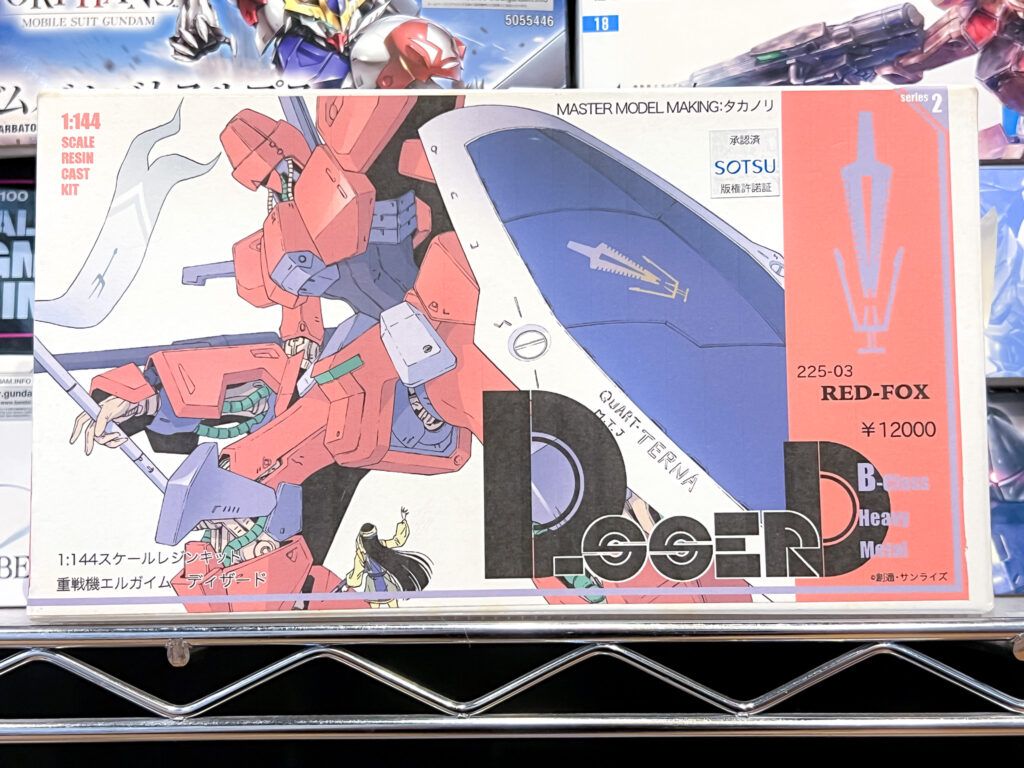 ORPHANS
MOBILE SUIT GUNDAM
5055446
18
MASTER MODEL MAKING:タカノリ
series 2
1:144
SCALE
RESIN
CAST
KIT
承認済
SOTSU
版権許諾証
225-03
RED-FOX
¥12000
QUART-TERNA
M.T.J
DISSERD
B-Class
Heavy
Metal
1:144スケールレジンキット
重戦機エルガイム ディザード
©創通・サンライズ